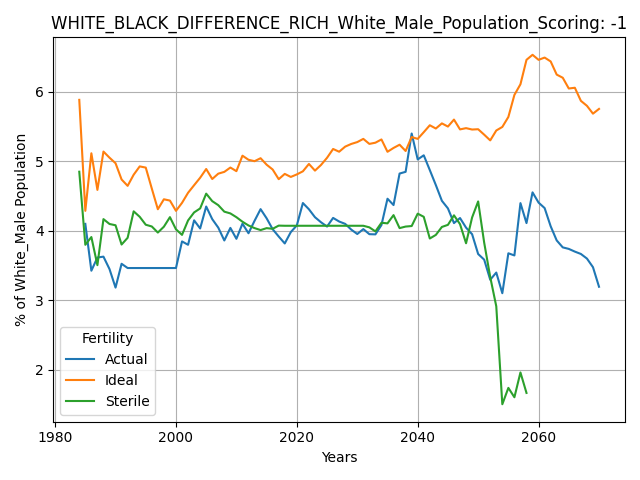 WHITE_BLACK_DIFFERENCE_RICH_White_Male_Population_Scoring: -1
% of White_Male Population
6
5
4
3
2
Fertility
Actual
Ideal
Sterile
1980 2000 2020 2040 2060
Years